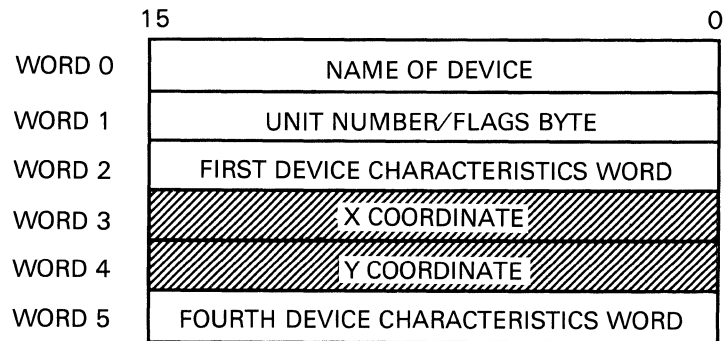 15 0
WORD 0 NAME OF DEVICE
WORD 1 UNIT NUMBER/FLAGS BYTE
WORD 2 FIRST DEVICE CHARACTERISTICS WORD
WORD 3 X COORDINATE
WORD 4 Y COORDINATE
WORD 5 FOURTH DEVICE CHARACTERISTICS WORD